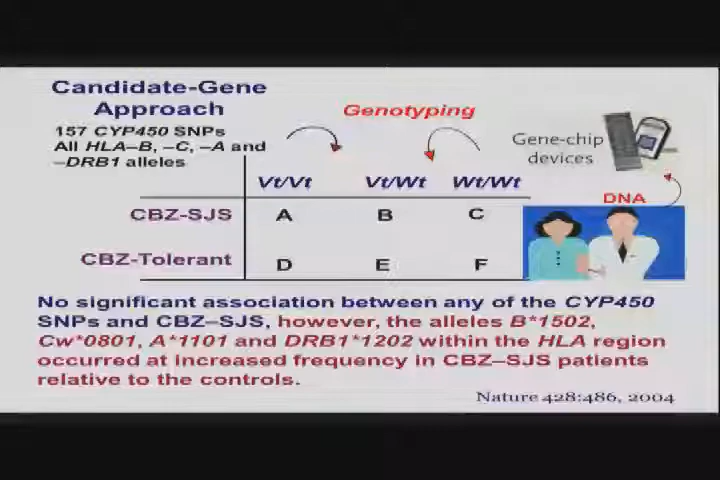 Candidate-Gene
Approach
Genotyping
157 CYP450 SNPs
All HLA–B, –C, –A and
–DRB1 alleles
Gene-chip
devices
DNA
Vt/Vt Vt/Wt Wt/Wt
CBZ-SJS A B C
CBZ-Tolerant D E F
No significant association between any of the CYP450
SNPs and CBZ–SJS, however, the alleles B*1502,
Cw*0801, A*1101 and DRB1*1202 within the HLA region
occurred at increased frequency in CBZ–SJS patients
relative to the controls.
Nature 428:486, 2004